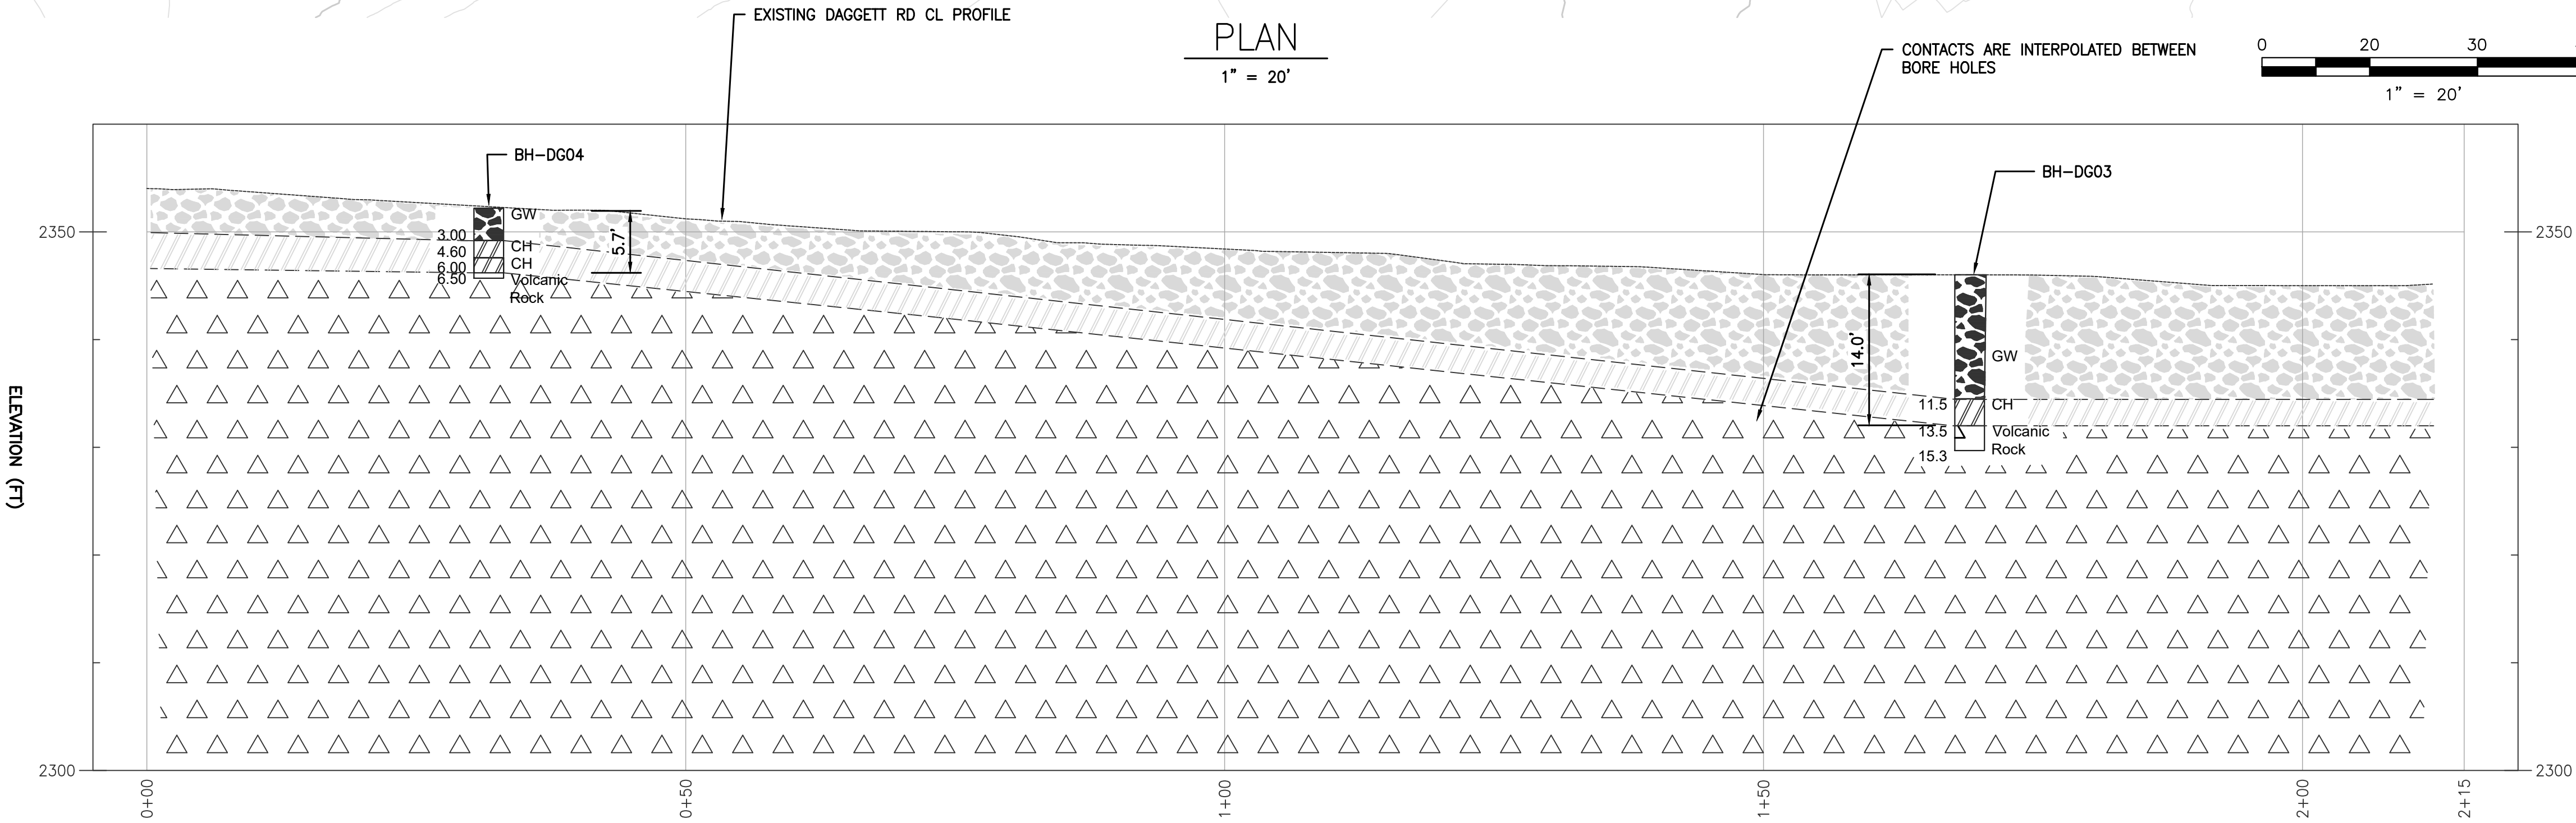 EXISTING DAGGETT RD CL PROFILE
PLAN
1" = 20'
CONTACTS ARE INTERPOLATED BETWEEN
BORE HOLES
0 20 30
1" = 20'
BH-DG04
BH-DG03
2350
2350
GW
3.00
CH
4.60
CH
6.00
6.50
Volcanic
Rock
5.7'
14.0'
GW
11.5
CH
13.5
Volcanic
Rock
15.3
ELEVATION (FT)
2300
2300
0+00
0+50
1+00
1+50
2+00
2+15